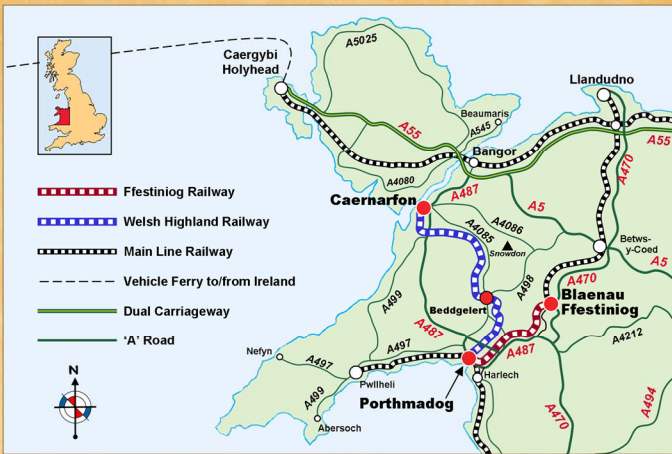 A5025
Caergybi
Holyhead
Llandudno
Beaumaris
A545
A55
A55
Bangor
A470
A4080
A487
Ffestiniog Railway
Caernarfon
A5
Welsh Highland Railway
A4085
A4086
Snowdon
Betws-
y-Coed
Main Line Railway
A5
A498
A470
Vehicle Ferry to/from Ireland
Blaenau
Ffestiniog
A499
Beddgelert
Dual Carriageway
A487
A4212
'A' Road
Nefyn
A497
A497
A487
N
Pwllheli
Harlech
A499
Porthmadog
A470
A494
Abersoch